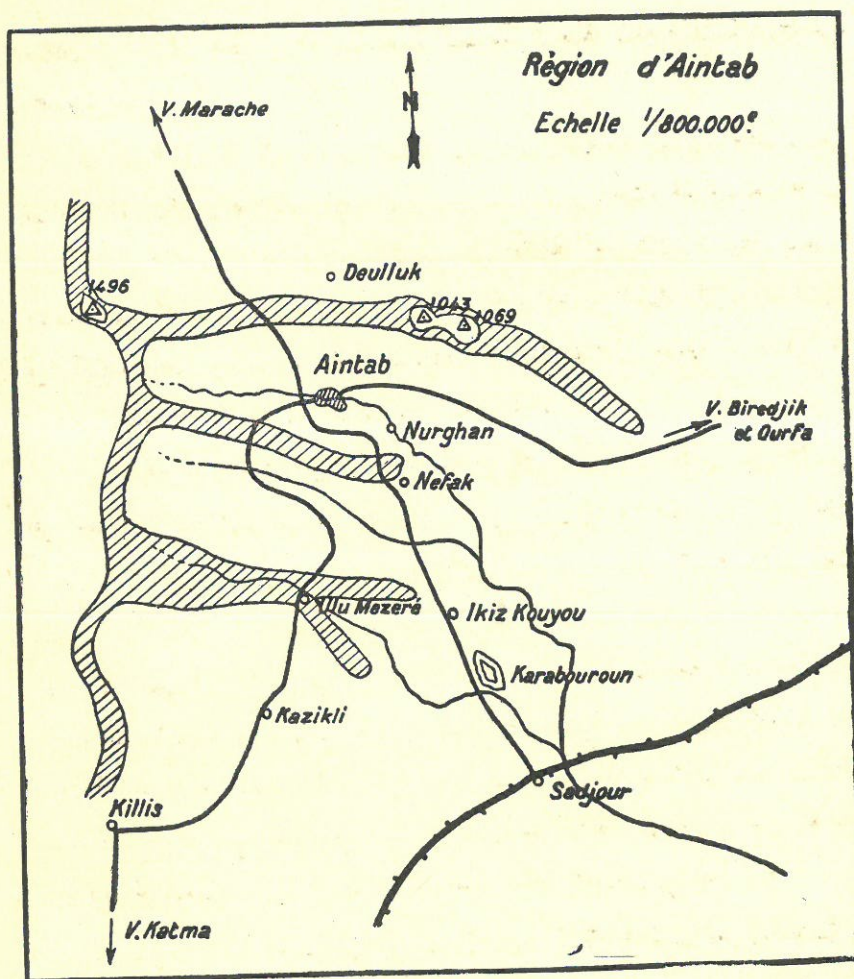 Région d'Aintab
Echelle 1/800.000e
N
V. Marache
Deulluk
1496
1043
1069
Aintab
V. Biredjik
et Ourfa
Nurghan
Nefak
Ulu Mezeré
Ikiz Kouyou
Karabouroun
Kazikli
Sadjour
Killis
V. Katma